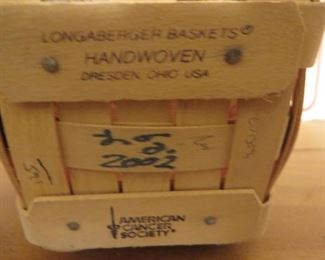 LONGABERGER BASKETS®
HANDWOVEN
DRESDEN, OHIO USA
2002
AMERICAN
CANCER
SOCIETY®